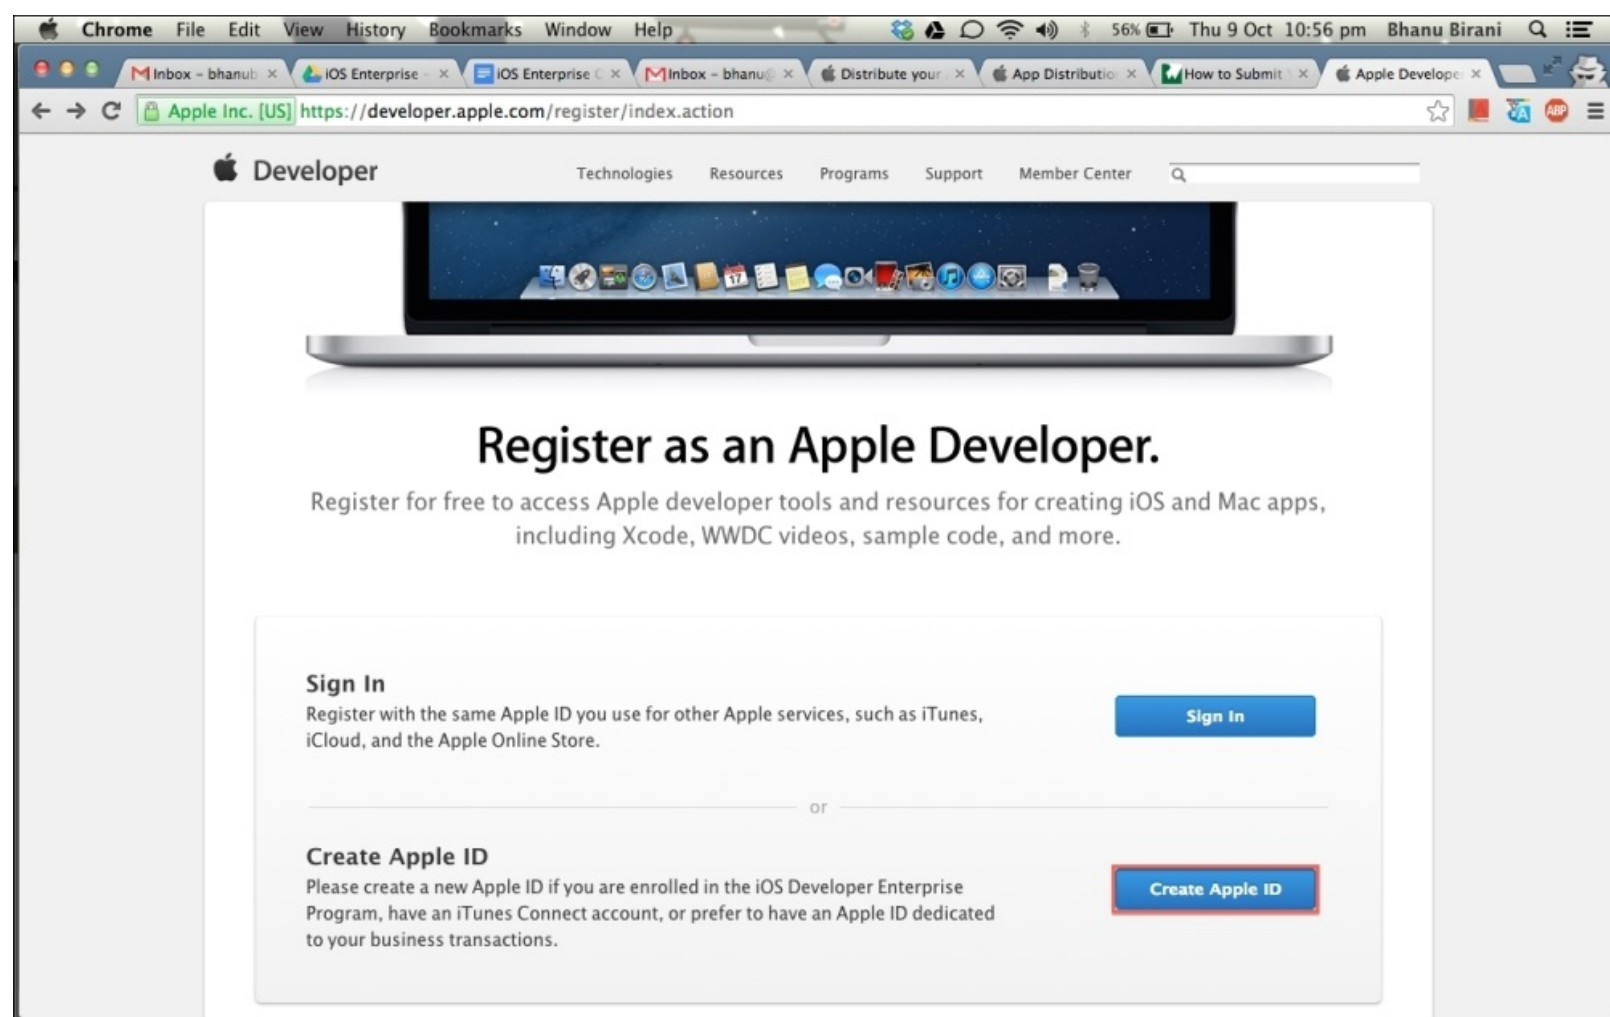 Chrome File Edit View History Bookmarks Window Help 56% Thu 9 Oct 10:56 pm Bhanu Birani
Inbox – bhanub iOS Enterprise – iOS Enterprise C Inbox – bhanu@ Distribute your App Distribution How to Submit Apple Develope
Apple Inc. [US] https://developer.apple.com/register/index.action ABP
Developer Technologies Resources Programs Support Member Center
17
Register as an Apple Developer.
Register for free to access Apple developer tools and resources for creating iOS and Mac apps,
including Xcode, WWDC videos, sample code, and more.
Sign In
Register with the same Apple ID you use for other Apple services, such as iTunes,
iCloud, and the Apple Online Store.
Sign In
or
Create Apple ID
Please create a new Apple ID if you are enrolled in the iOS Developer Enterprise
Program, have an iTunes Connect account, or prefer to have an Apple ID dedicated
to your business transactions.
Create Apple ID